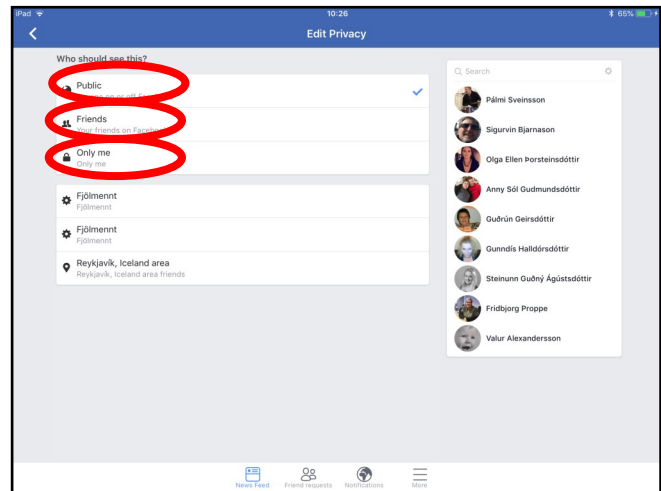 iPad 10:26 65%
Edit Privacy
Who should see this?
Public
on or off
Friends
Your friends on Facebook
Only me
Only me
Fjölmennt
Fjölmennt
Fjölmennt
Fjölmennt
Reykjavík, Iceland area
Reykjavík, Iceland area friends
Search
Pálmi Sveinsson
Sigurvin Bjarnason
Olga Ellen Þorsteinsdóttir
Anny Sól Gudmundsdóttir
Guðrún Geirsdóttir
Gunndís Halldórsdóttir
Steinunn Guðný Ágústsdóttir
Fridbjorg Proppe
Valur Alexandersson
News Feed Friend requests Notifications More